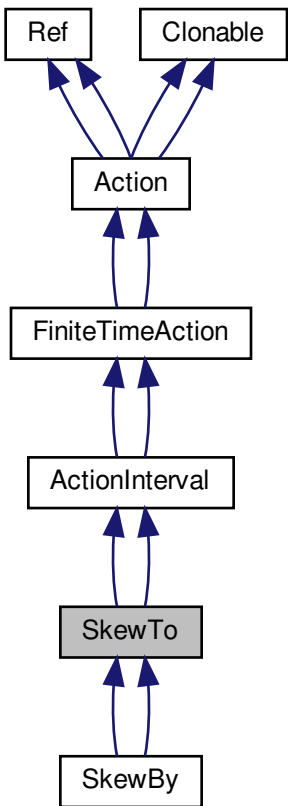 Ref
Clonable
Action
FiniteTimeAction
ActionInterval
SkewTo
SkewBy